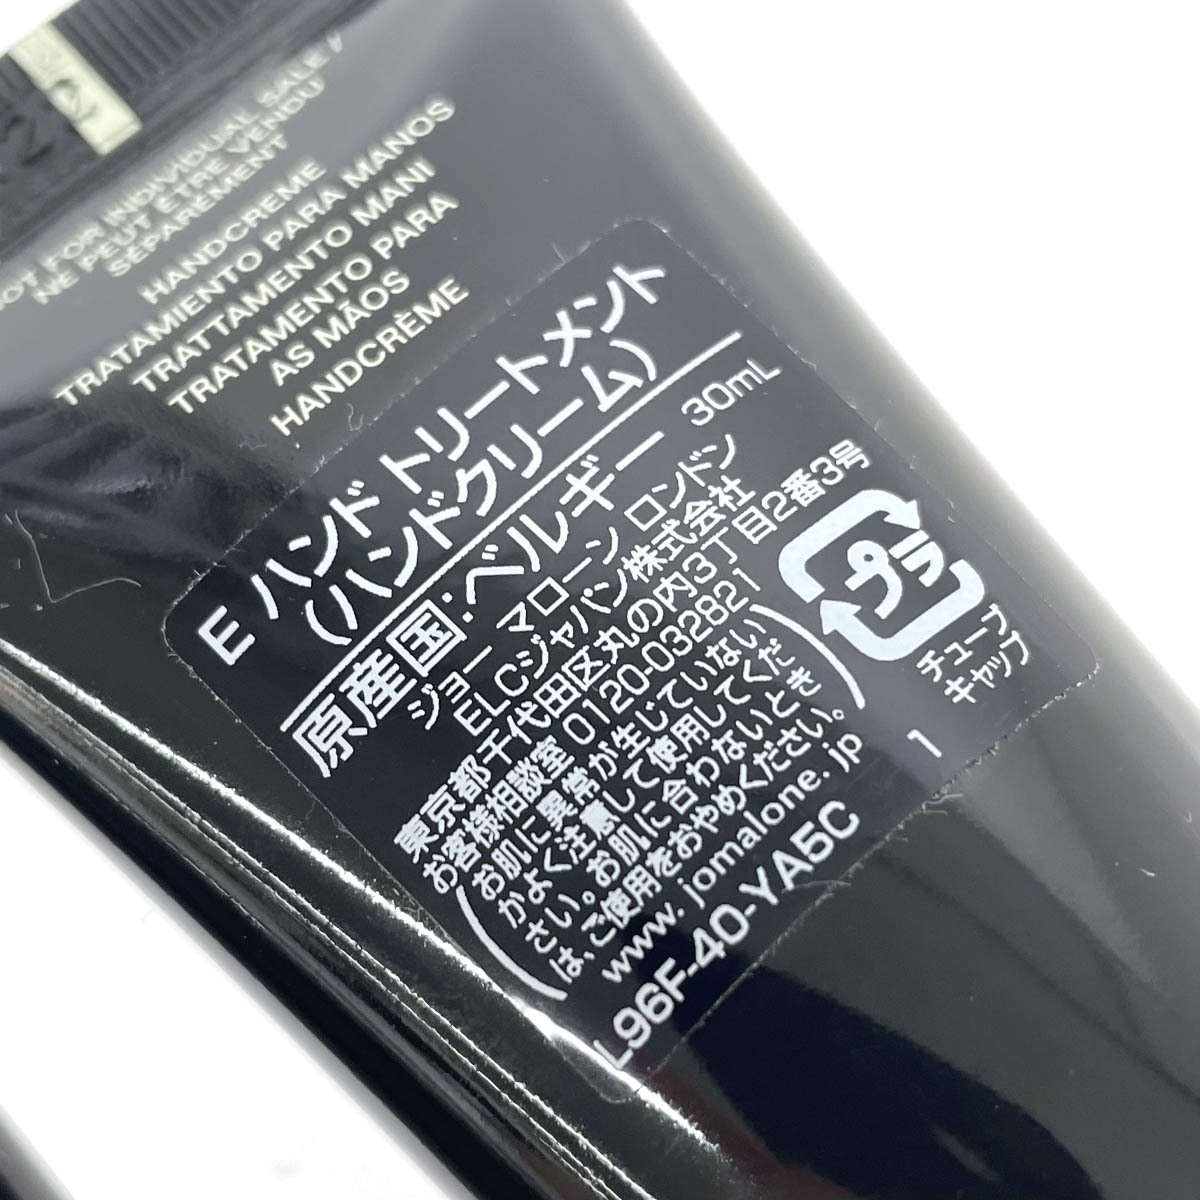 NOT FOR INDIVIDUAL SALE /
NE PEUT ÊTRE VENDU
SÉPARÉMENT
HANDCREME
TRATAMIENTO PARA MANOS
TRATTAMENTO MANI
TRATAMENTO PARA
AS MÃOS
HANDCRÈME
E ハンド トリートメント
(ハンドクリーム)
原産国:ベルギー 30mL
ジョー マローン ロンドン
ELCジャパン株式会社
東京都千代田区丸の内3丁目2番3号
お客様相談室 0120-032821
お肌に異常が生じていない
かよく注意して使用してくだ
さい。お肌に合わないとき
は、ご使用をおやめください。
www.jomalone.jp
L96F-40-YA5C
プラ
チューブ
キャップ
1